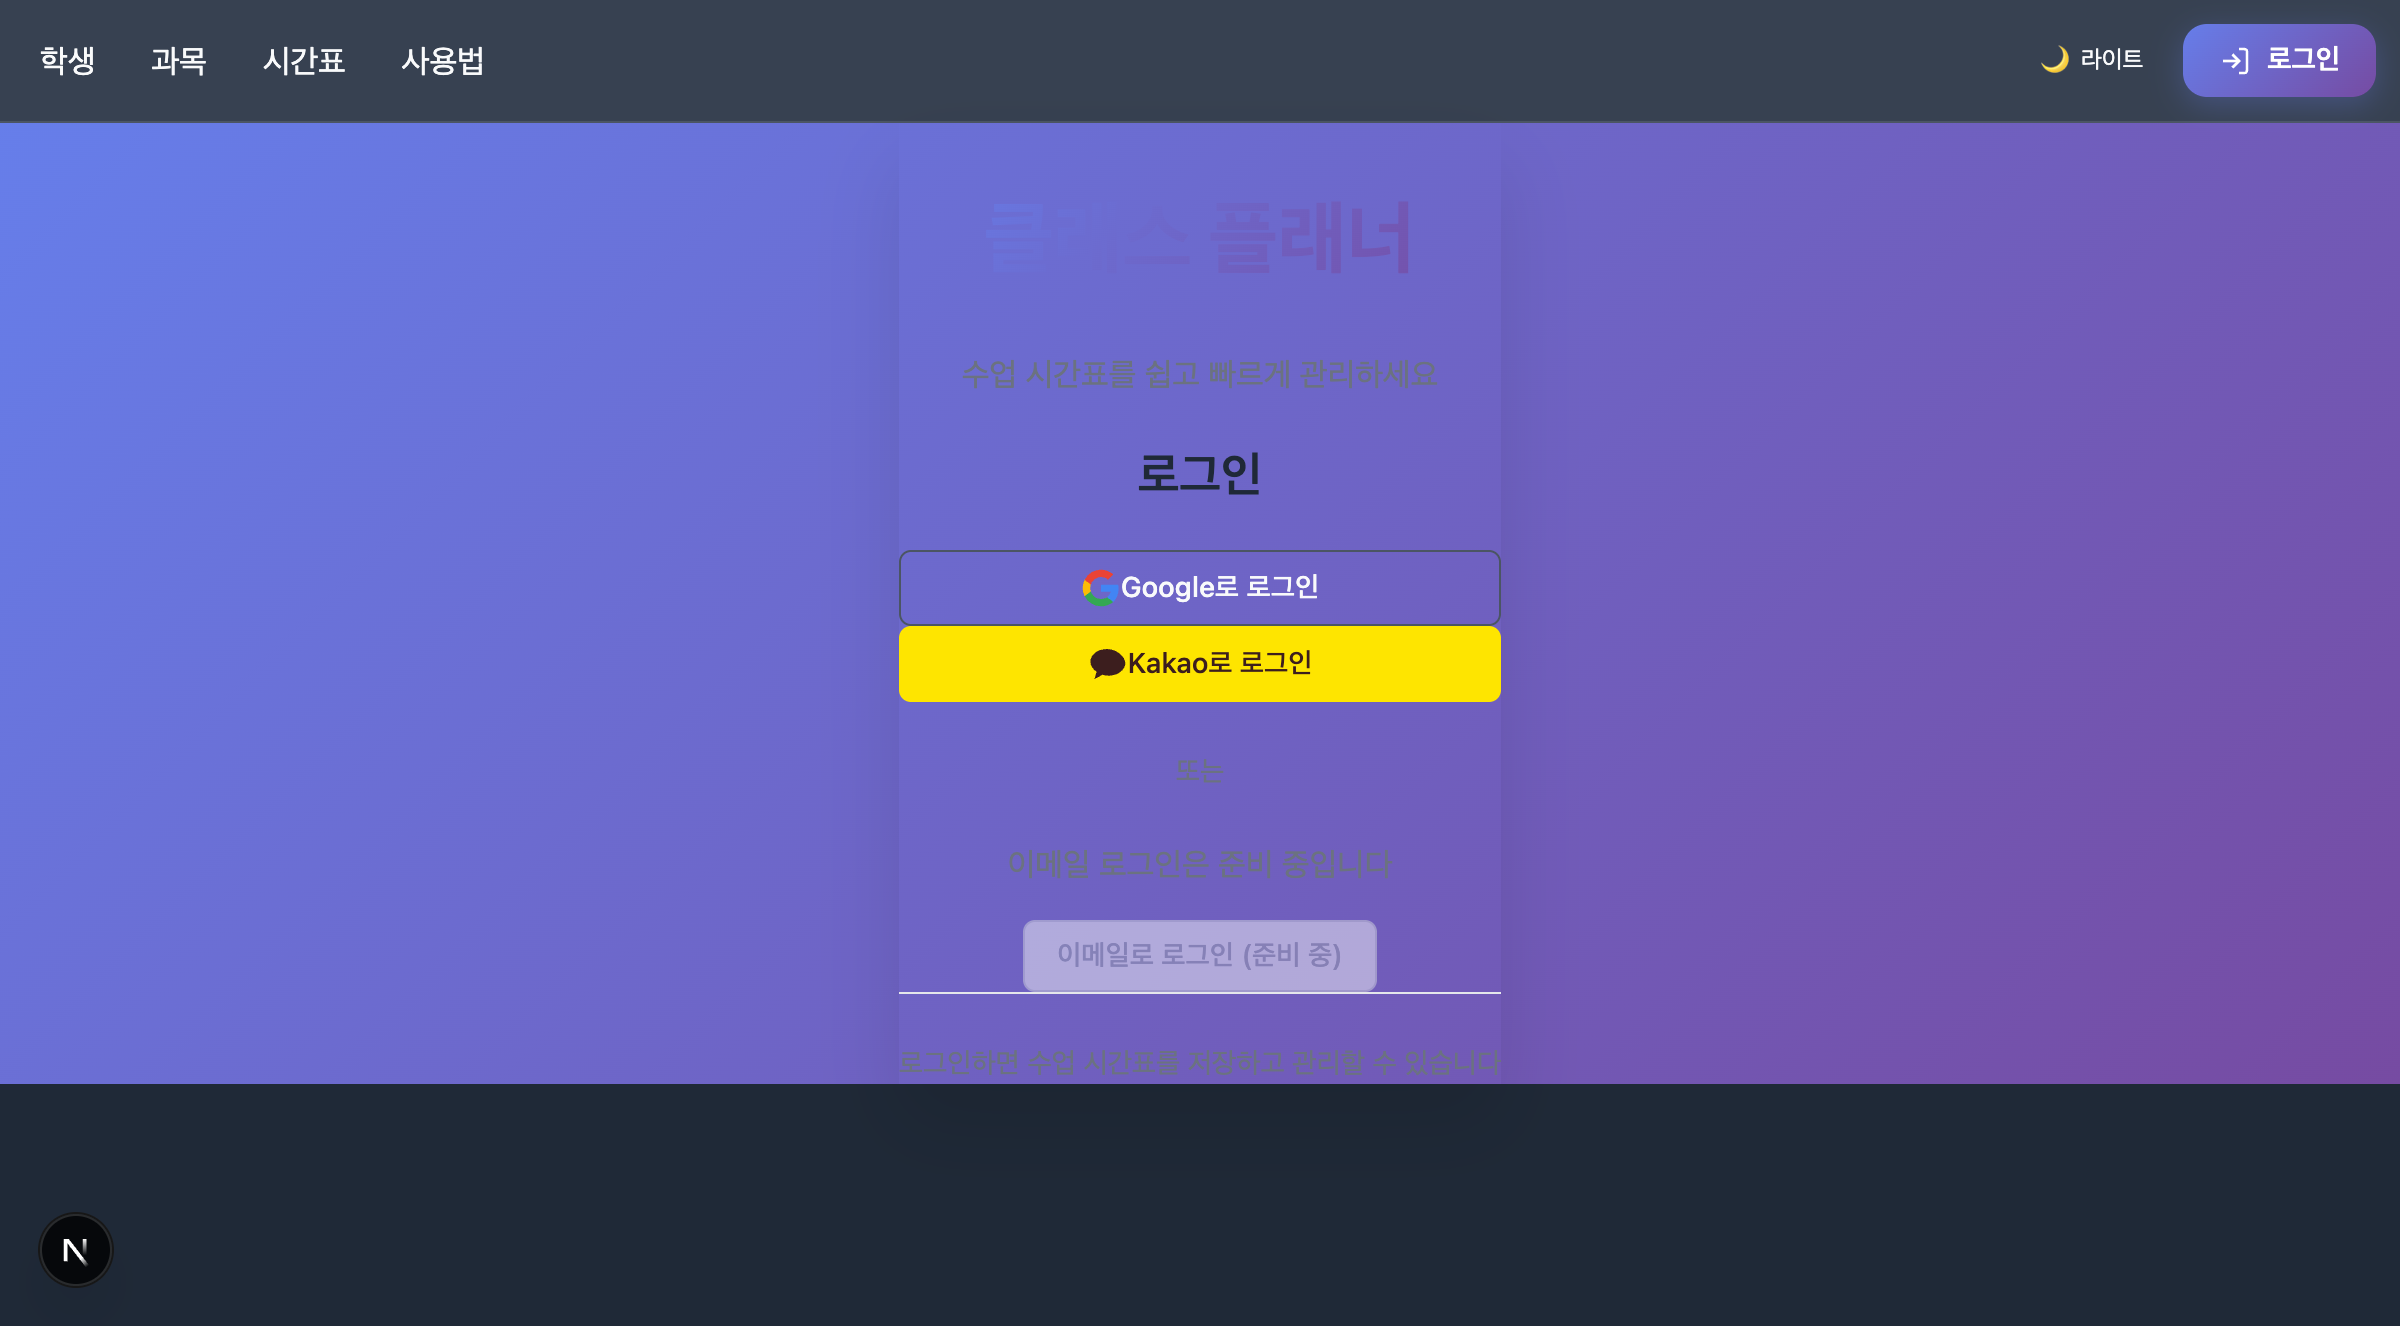 학생 과목 시간표 사용법 🌙 라이트 로그인
클래스 플래너
수업 시간표를 쉽고 빠르게 관리하세요
로그인
Google로 로그인
Kakao로 로그인
또는
이메일 로그인은 준비 중입니다
이메일로 로그인 (준비 중)
로그인하면 수업 시간표를 저장하고 관리할 수 있습니다
N